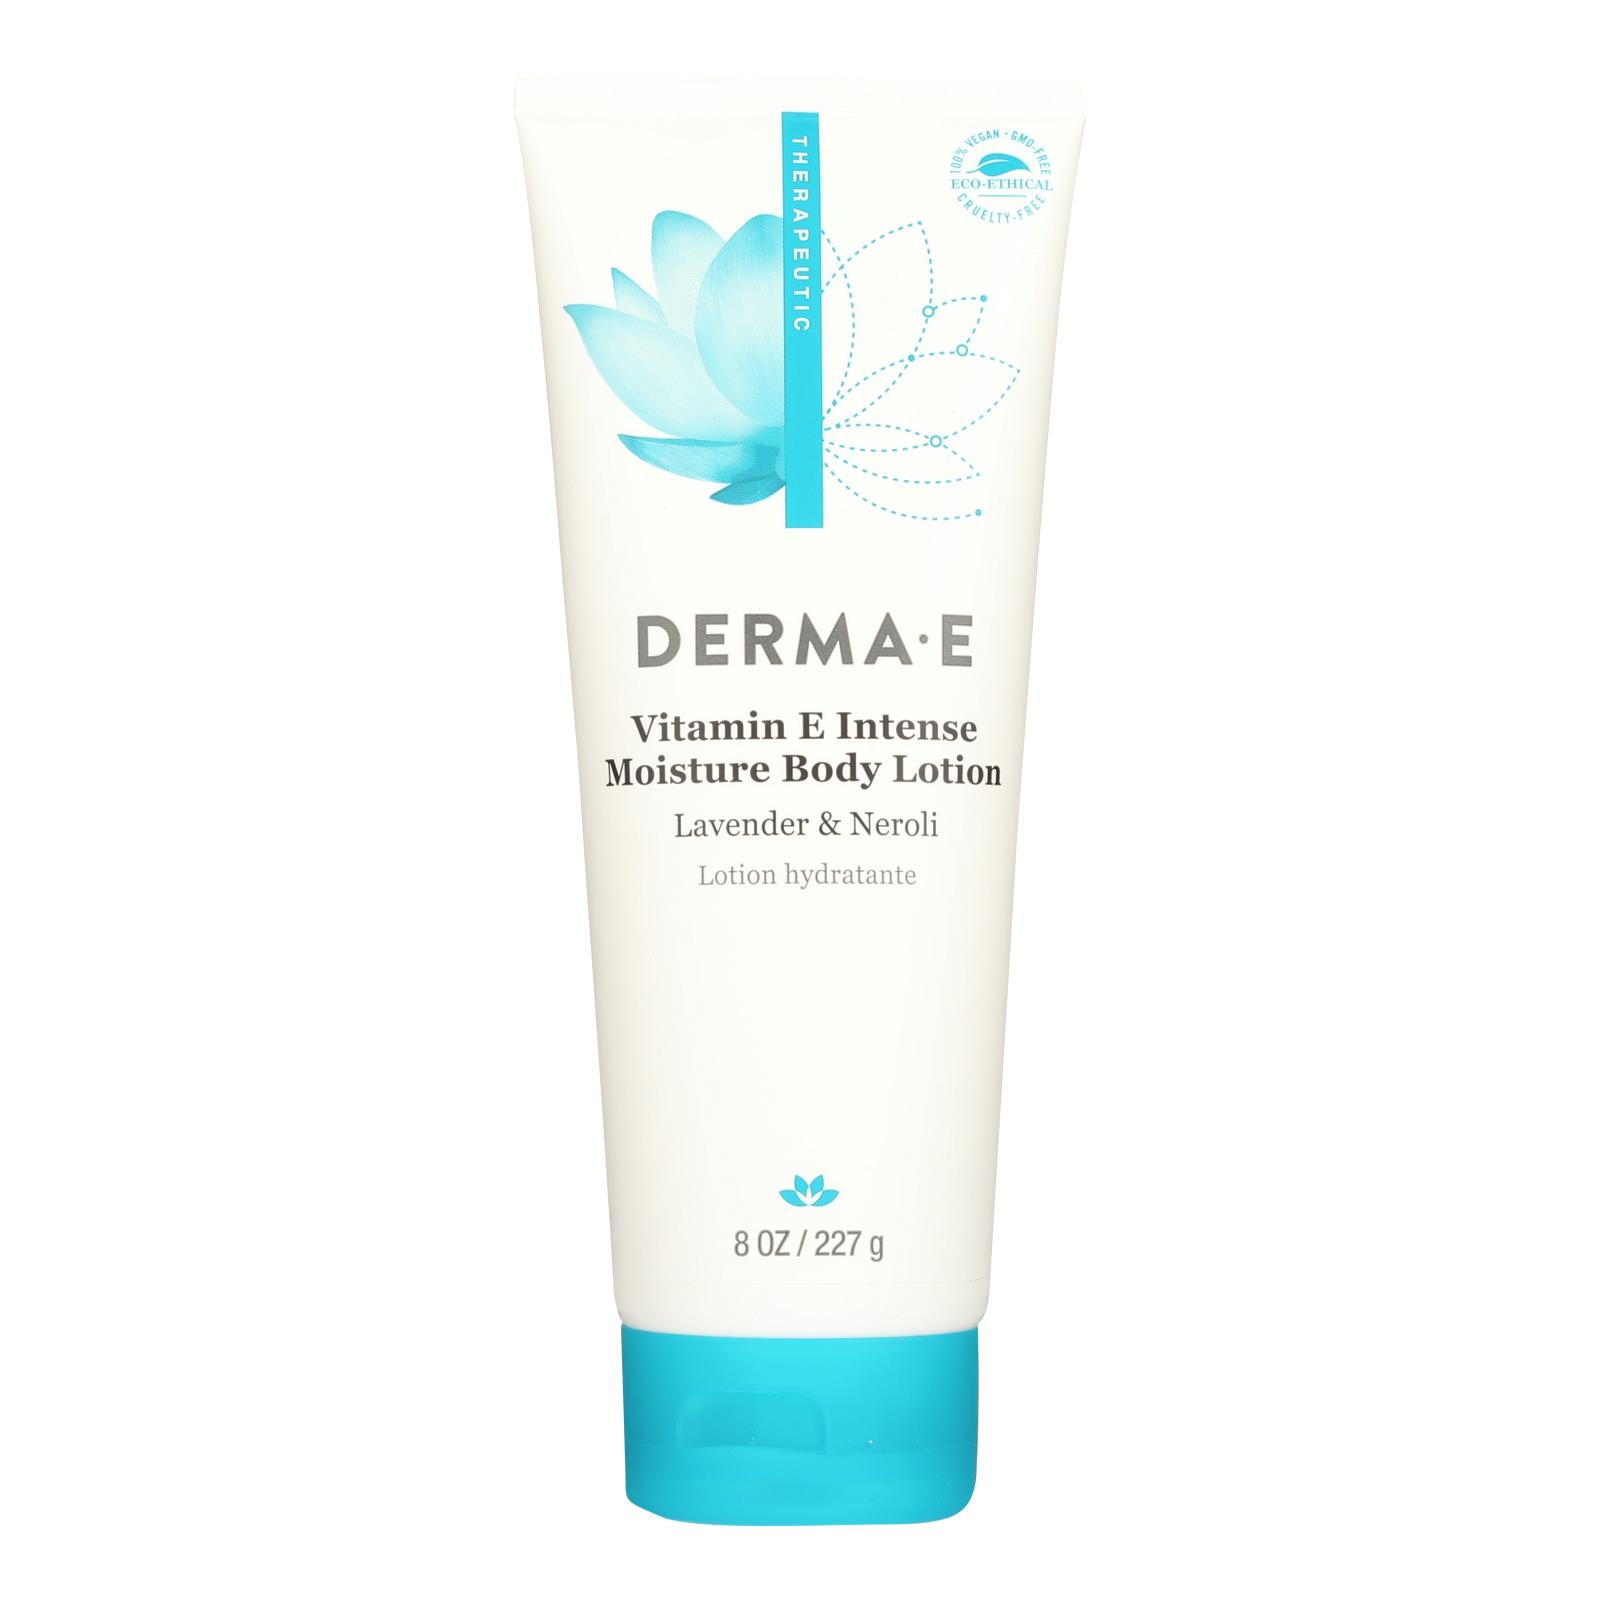 THERAPEUTIC
100% VEGAN · GMO-FREE
ECO-ETHICAL
CRUELTY-FREE
DERMA·E
Vitamin E Intense
Moisture Body Lotion
Lavender & Neroli
Lotion hydratante
8 OZ / 227 g